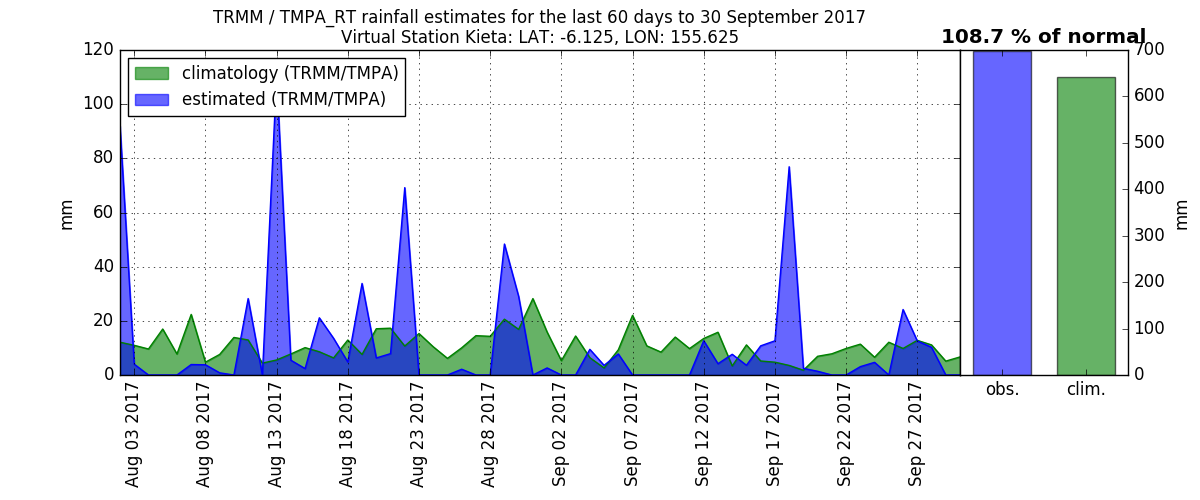 TRMM / TMPA_RT rainfall estimates for the last 60 days to 30 September 2017
Virtual Station Kieta: LAT: -6.125, LON: 155.625
108.7 % of normal
climatology (TRMM/TMPA)
estimated (TRMM/TMPA)
mm
120
100
80
60
40
20
0
Aug 03 2017
Aug 08 2017
Aug 13 2017
Aug 18 2017
Aug 23 2017
Aug 28 2017
Sep 02 2017
Sep 07 2017
Sep 12 2017
Sep 17 2017
Sep 22 2017
Sep 27 2017
700
600
500
400
300
200
100
0
mm
obs.
clim.